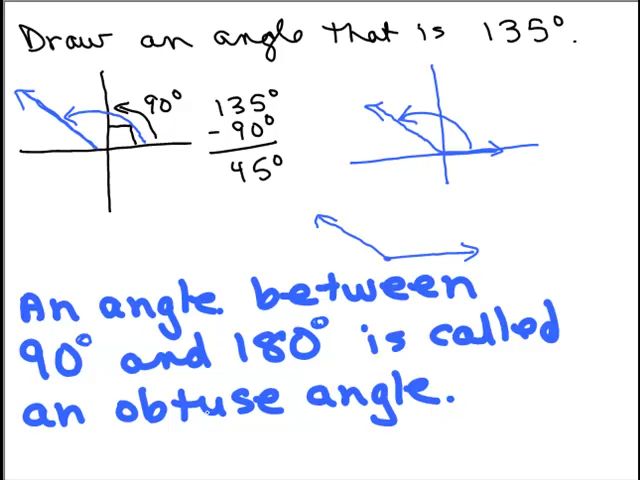 Draw an angle that is 135°.
90°
135°
- 90°
45°
An angle between
90° and 180° is called
an obtuse angle.